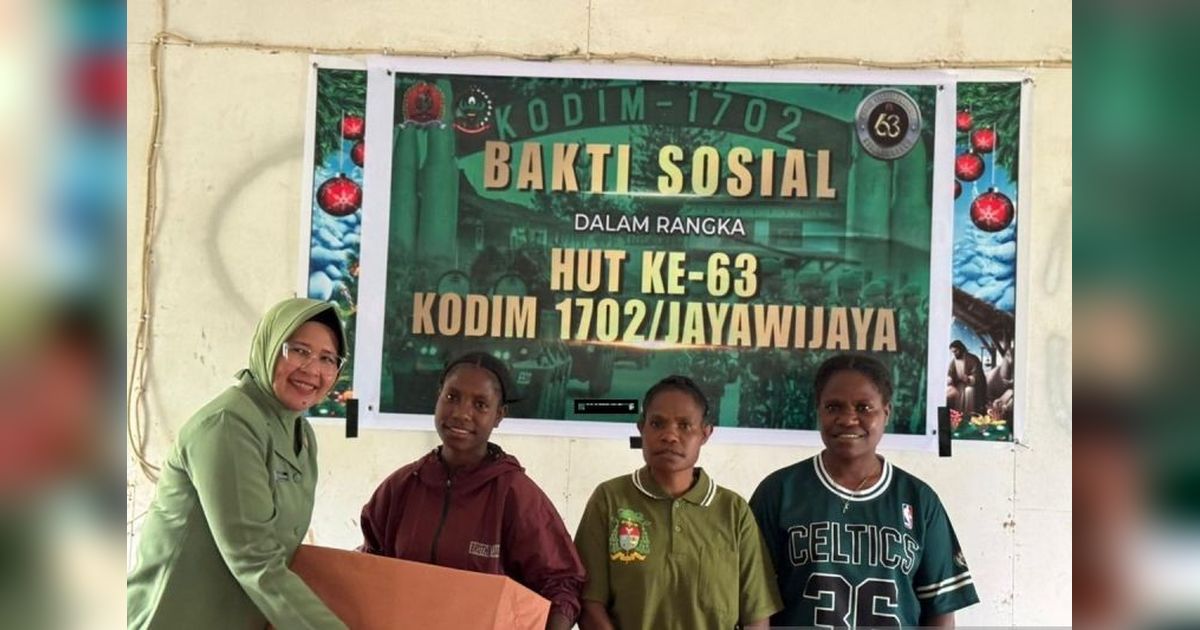 KODIM-1702
63
BAKTI SOSIAL
DALAM RANGKA
HUT KE-63
KODIM 1702/JAYAWIJAYA
CELTICS
36